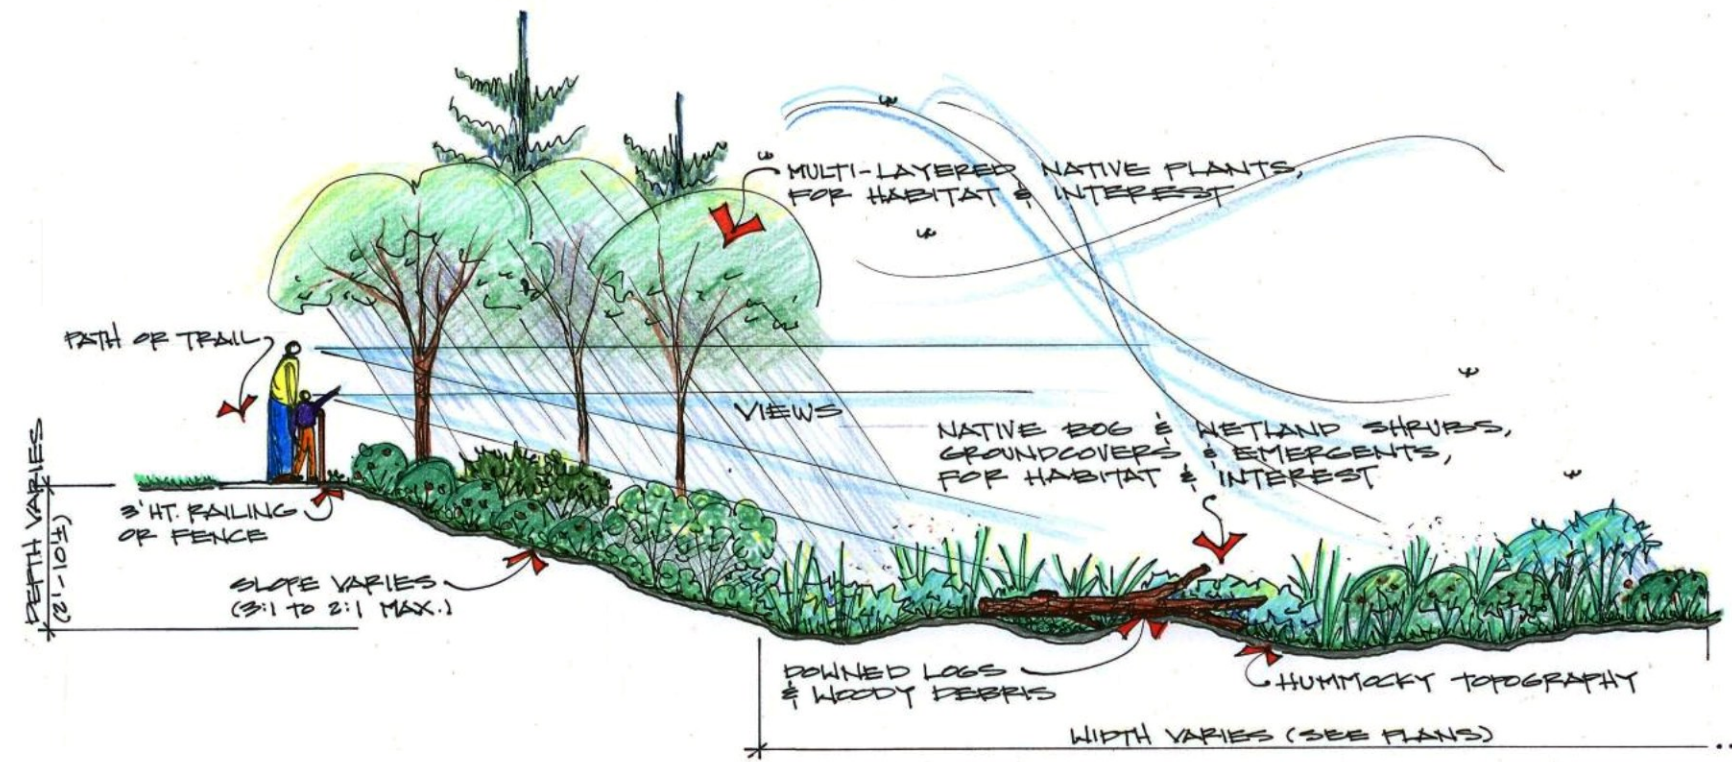 MULTI-LAYERED NATIVE PLANTS,
FOR HABITAT & INTEREST
PATH OR TRAIL
VIEWS
NATIVE BOG & WETLAND SHRUBS,
GROUNDCOVERS & EMERGENTS,
FOR HABITAT & INTEREST
3' HT. RAILING
OR FENCE
DEPTH VARIES
(2'-10'±)
SLOPE VARIES
(3:1 TO 2:1 MAX.)
DOWNED LOGS
& WOODY DEBRIS
HUMMOCKY TOPOGRAPHY
WIDTH VARIES (SEE PLANS)